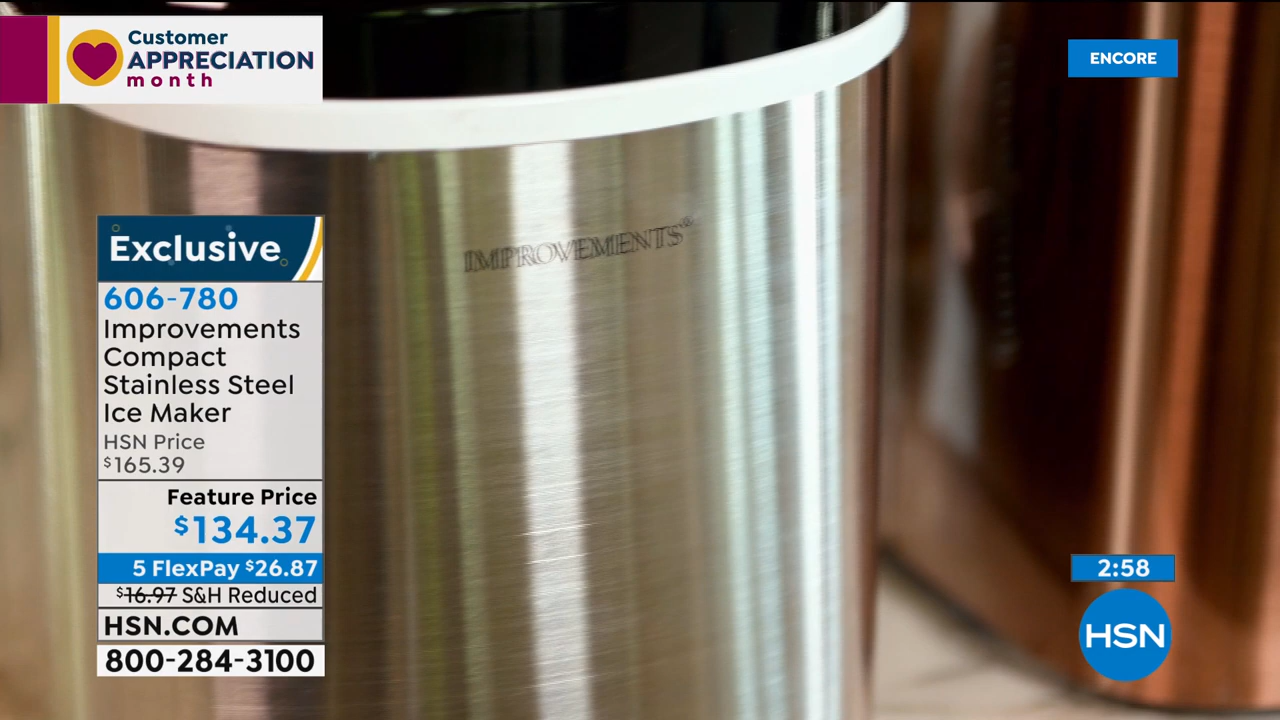 Customer
APPRECIATION
month
ENCORE
IMPROVEMENTS®
Exclusive
606-780
Improvements
Compact
Stainless Steel
Ice Maker
HSN Price
$165.39
Feature Price
$134.37
5 FlexPay $26.87
$16.97 S&H Reduced
HSN.COM
800-284-3100
2:58
HSN